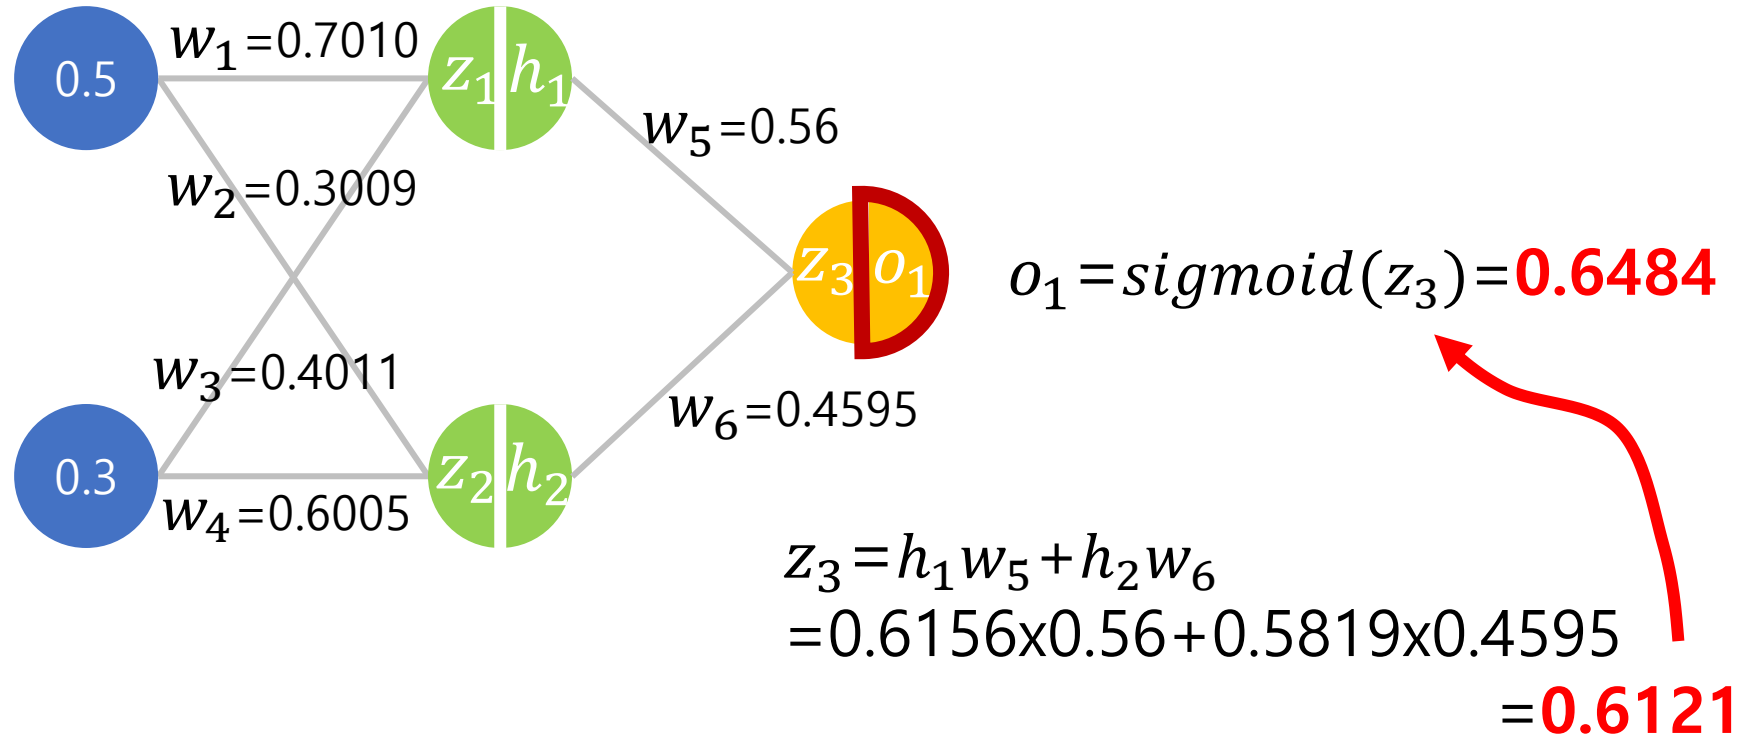 0.5
w₁=0.7010
z₁ h₁
w₅=0.56
w₂=0.3009
z₃ o₁
o₁=sigmoid(z₃)=0.6484
w₃=0.4011
w₆=0.4595
0.3
z₂ h₂
w₄=0.6005
z₃=h₁w₅+h₂w₆
=0.6156x0.56+0.5819x0.4595
=0.6121